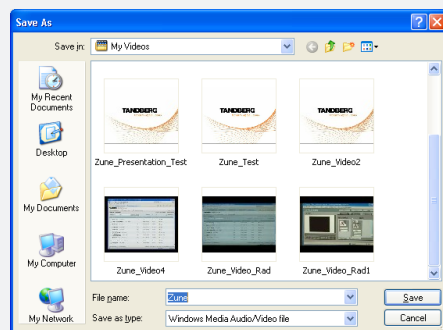 Save As
Save in:
My Videos
My Recent
Documents
Desktop
My Documents
My Computer
My Network
TANDBERG
TANDBERG
TANDBERG
Zune_Presentation_Test
Zune_Test
Zune_Video2
Zune_Video4
Zune_Video_Rad
Zune_Video_Rad1
File name:
Zune
Save
Save as type:
Windows Media Audio/Video file
Cancel